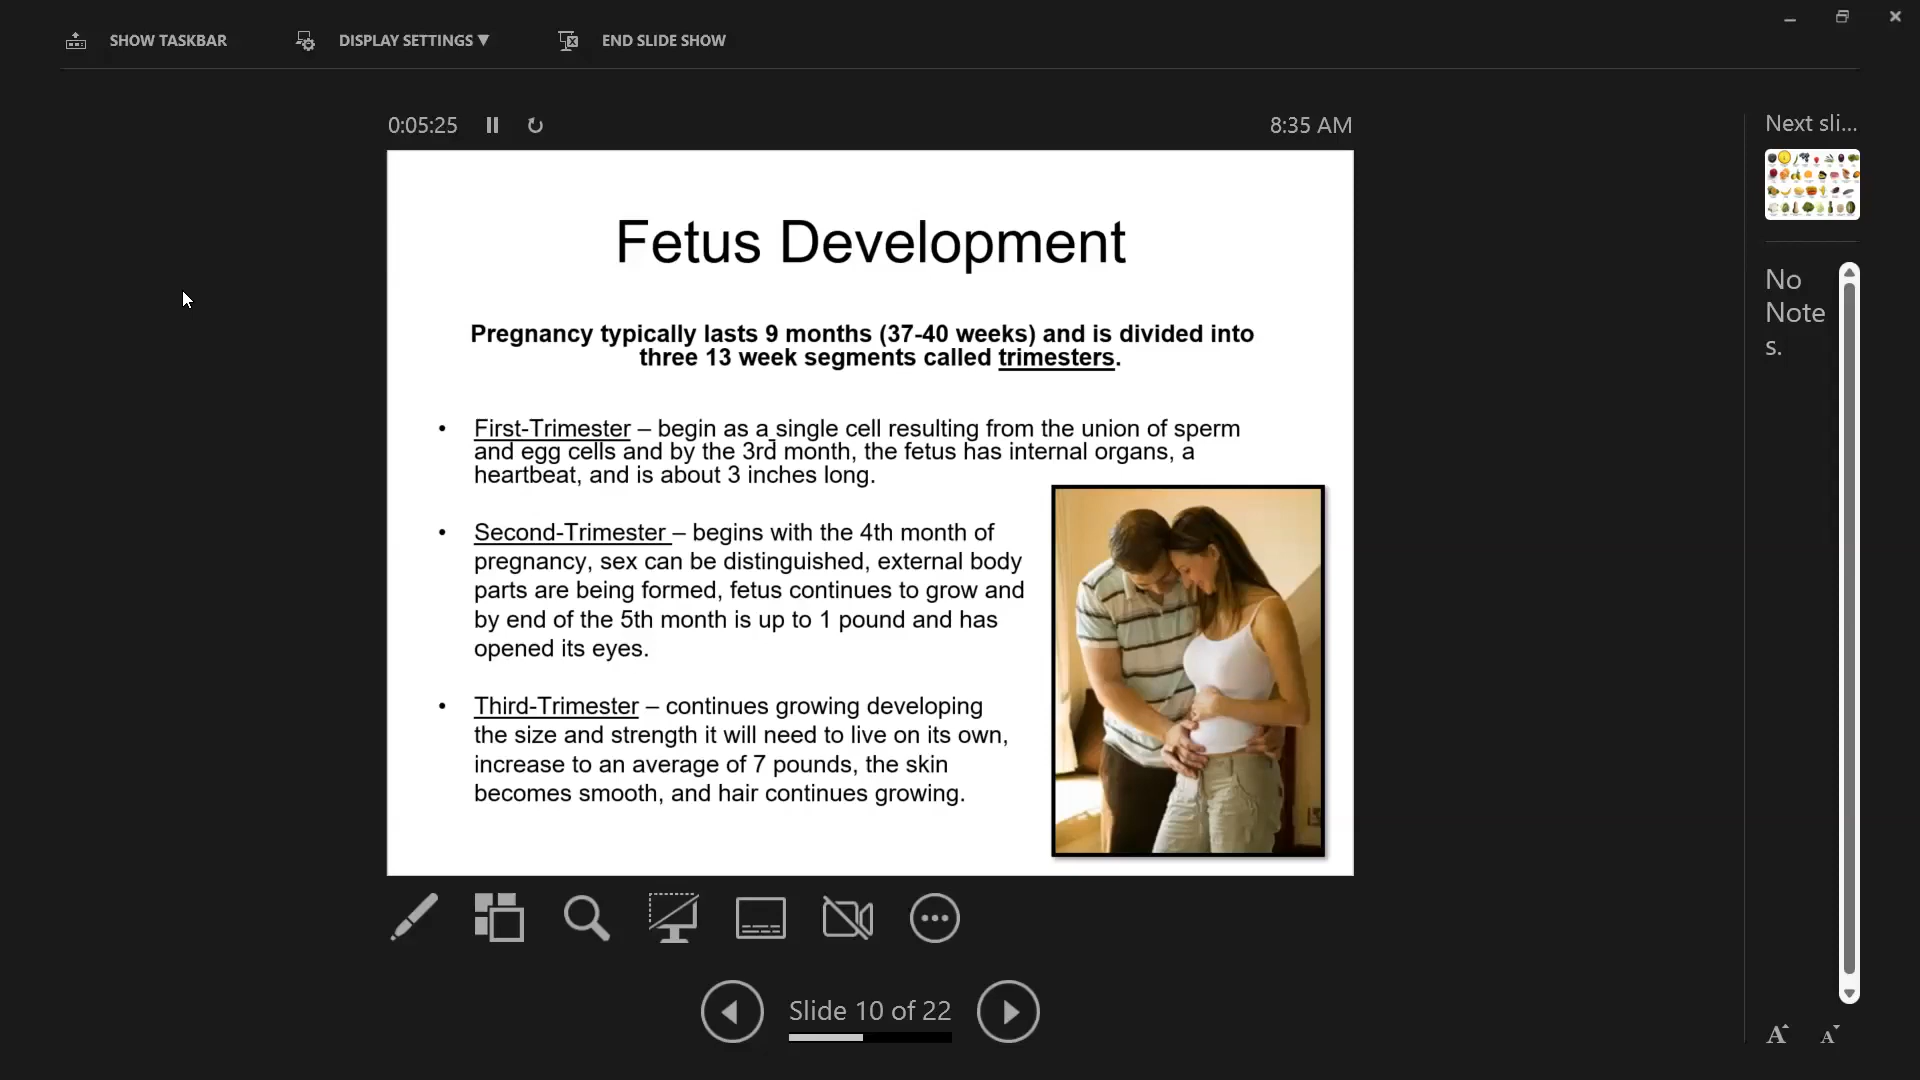 SHOW TASKBAR
DISPLAY SETTINGS ▼
END SLIDE SHOW
0:05:25
8:35 AM
Next sli...
Fetus Development
Pregnancy typically lasts 9 months (37-40 weeks) and is divided into
three 13 week segments called trimesters.
• First-Trimester – begin as a single cell resulting from the union of sperm
and egg cells and by the 3rd month, the fetus has internal organs, a
heartbeat, and is about 3 inches long.
• Second-Trimester – begins with the 4th month of
pregnancy, sex can be distinguished, external body
parts are being formed, fetus continues to grow and
by end of the 5th month is up to 1 pound and has
opened its eyes.
• Third-Trimester – continues growing developing
the size and strength it will need to live on its own,
increase to an average of 7 pounds, the skin
becomes smooth, and hair continues growing.
No
Note
s.
Slide 10 of 22
A A